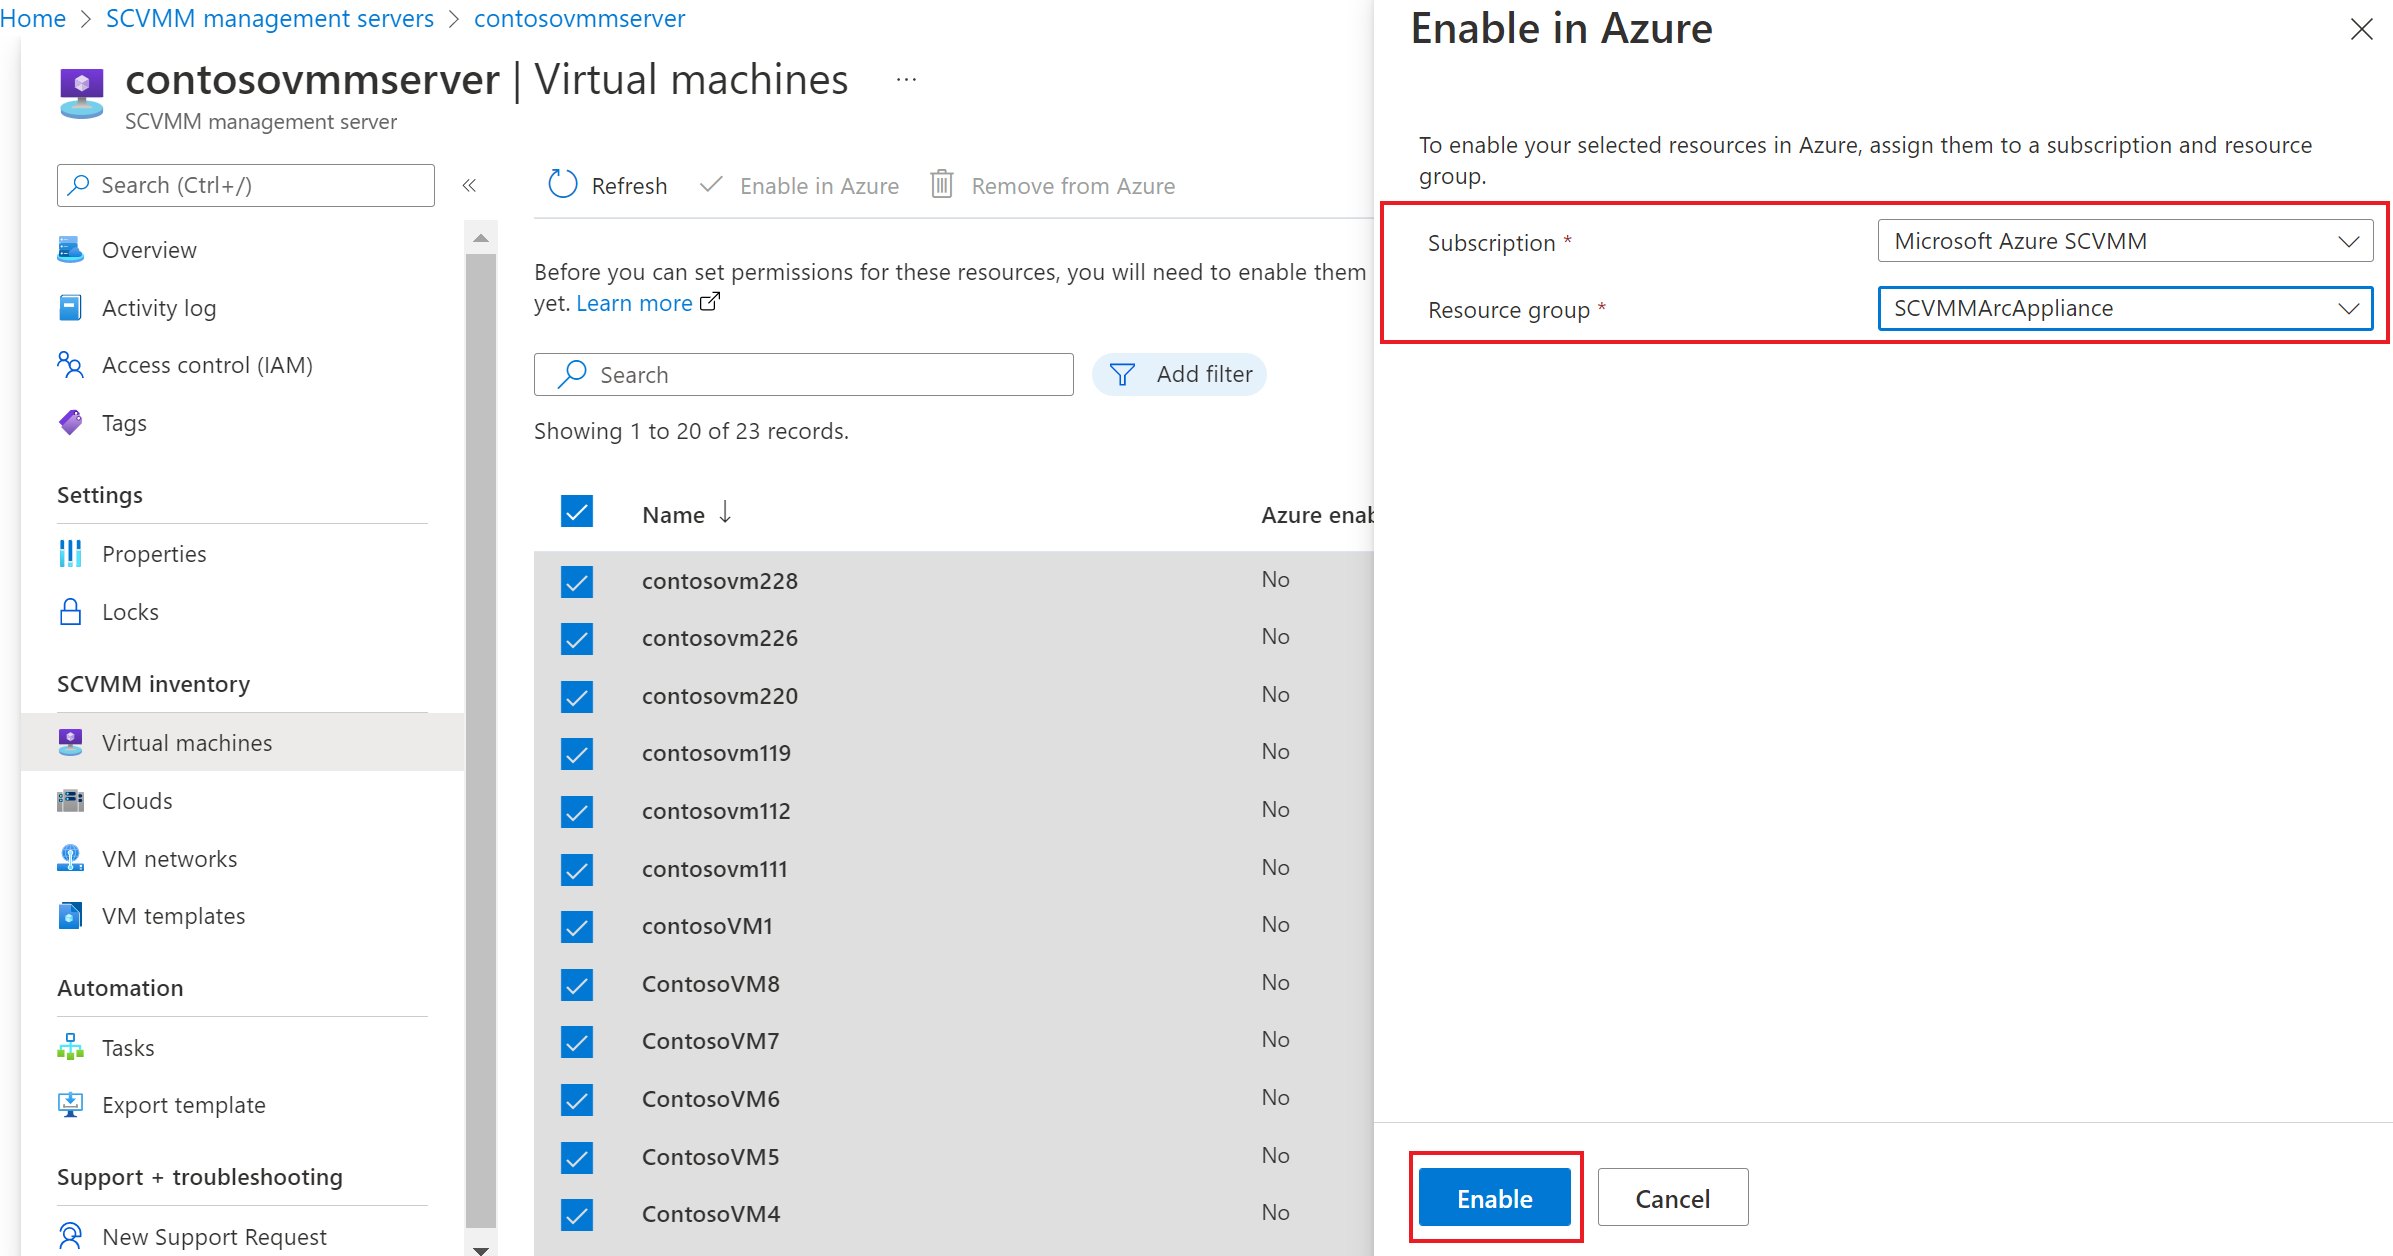 Home > SCVMM management servers > contosovmmserver
contosovmmserver | Virtual machines ...
SCVMM management server
Search (Ctrl+/)
«
Overview
Activity log
Access control (IAM)
Tags
Settings
Properties
Locks
SCVMM inventory
Virtual machines
Clouds
VM networks
VM templates
Automation
Tasks
Export template
Support + troubleshooting
New Support Request
Refresh Enable in Azure Remove from Azure
Before you can set permissions for these resources, you will need to enable them
yet. Learn more
Search Add filter
Showing 1 to 20 of 23 records.
Name ↓ Azure enab
contosovm228 No
contosovm226 No
contosovm220 No
contosovm119 No
contosovm112 No
contosovm111 No
contosoVM1 No
ContosoVM8 No
ContosoVM7 No
ContosoVM6 No
ContosoVM5 No
ContosoVM4 No
Enable in Azure
To enable your selected resources in Azure, assign them to a subscription and resource
group.
Subscription * Microsoft Azure SCVMM
Resource group * SCVMMArcAppliance
Enable Cancel